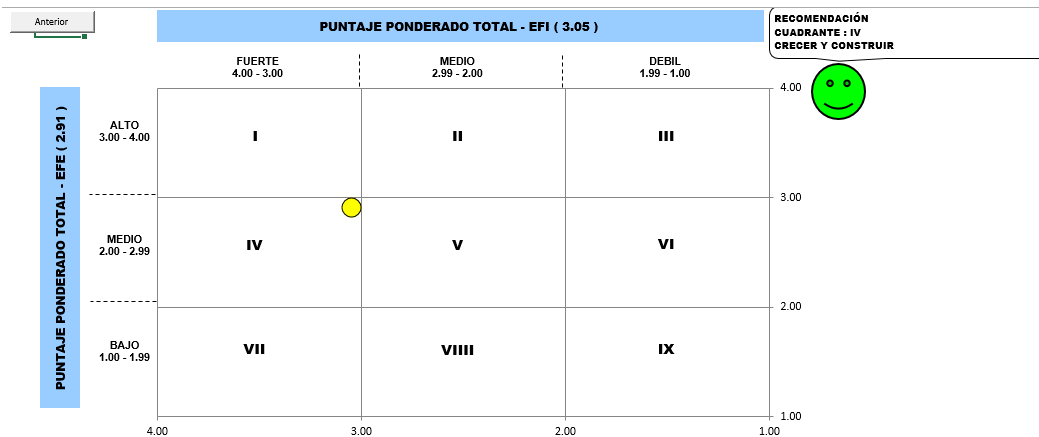 Anterior
PUNTAJE PONDERADO TOTAL - EFI ( 3.05 )
RECOMENDACIÓN
CUADRANTE : IV
CRECER Y CONSTRUIR
FUERTE
4.00 - 3.00
MEDIO
2.99 - 2.00
DEBIL
1.99 - 1.00
PUNTAJE PONDERADO TOTAL - EFE ( 2.91 )
ALTO
3.00 - 4.00
MEDIO
2.00 - 2.99
BAJO
1.00 - 1.99
I
II
III
IV
V
VI
VII
VIIII
IX
4.00
3.00
2.00
1.00
4.00
3.00
2.00
1.00